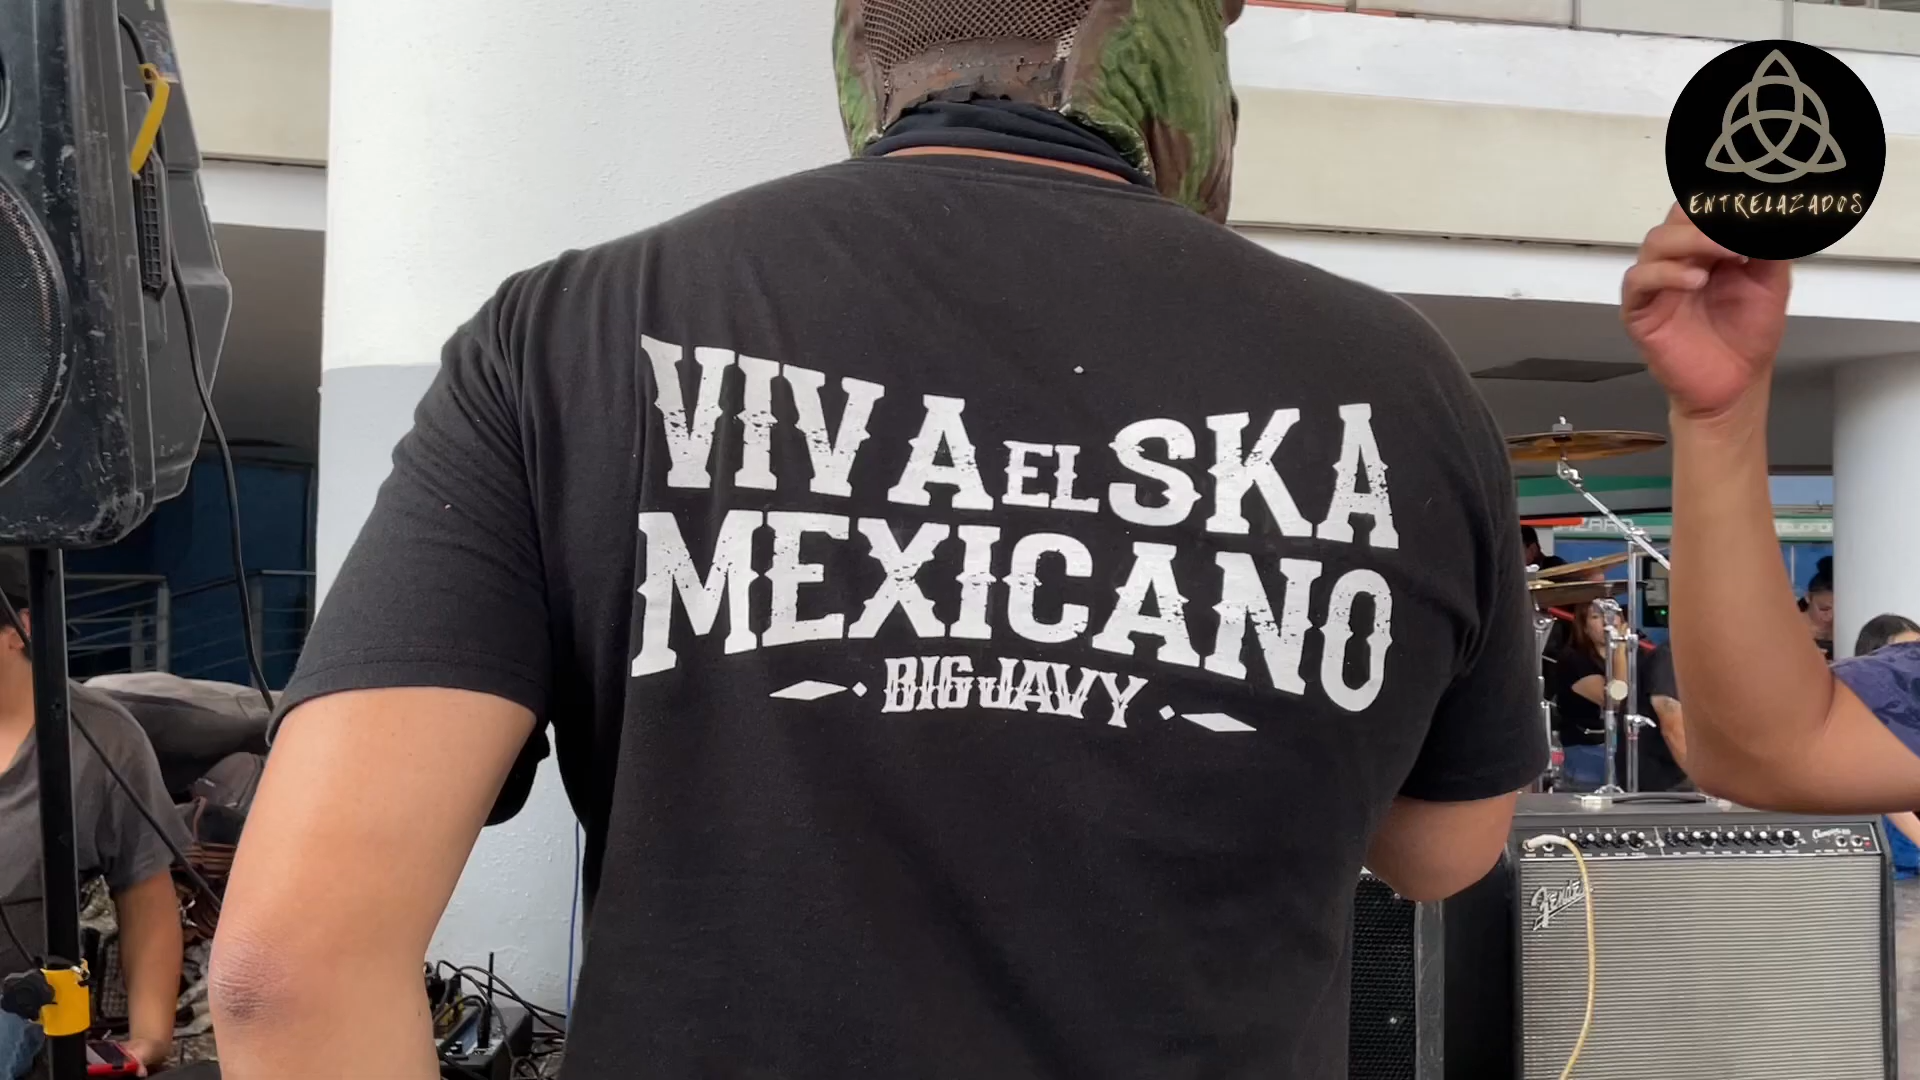 ENTRELAZADOS
VIVA EL SKA
MEXICANO
BIG JAVY
Fender